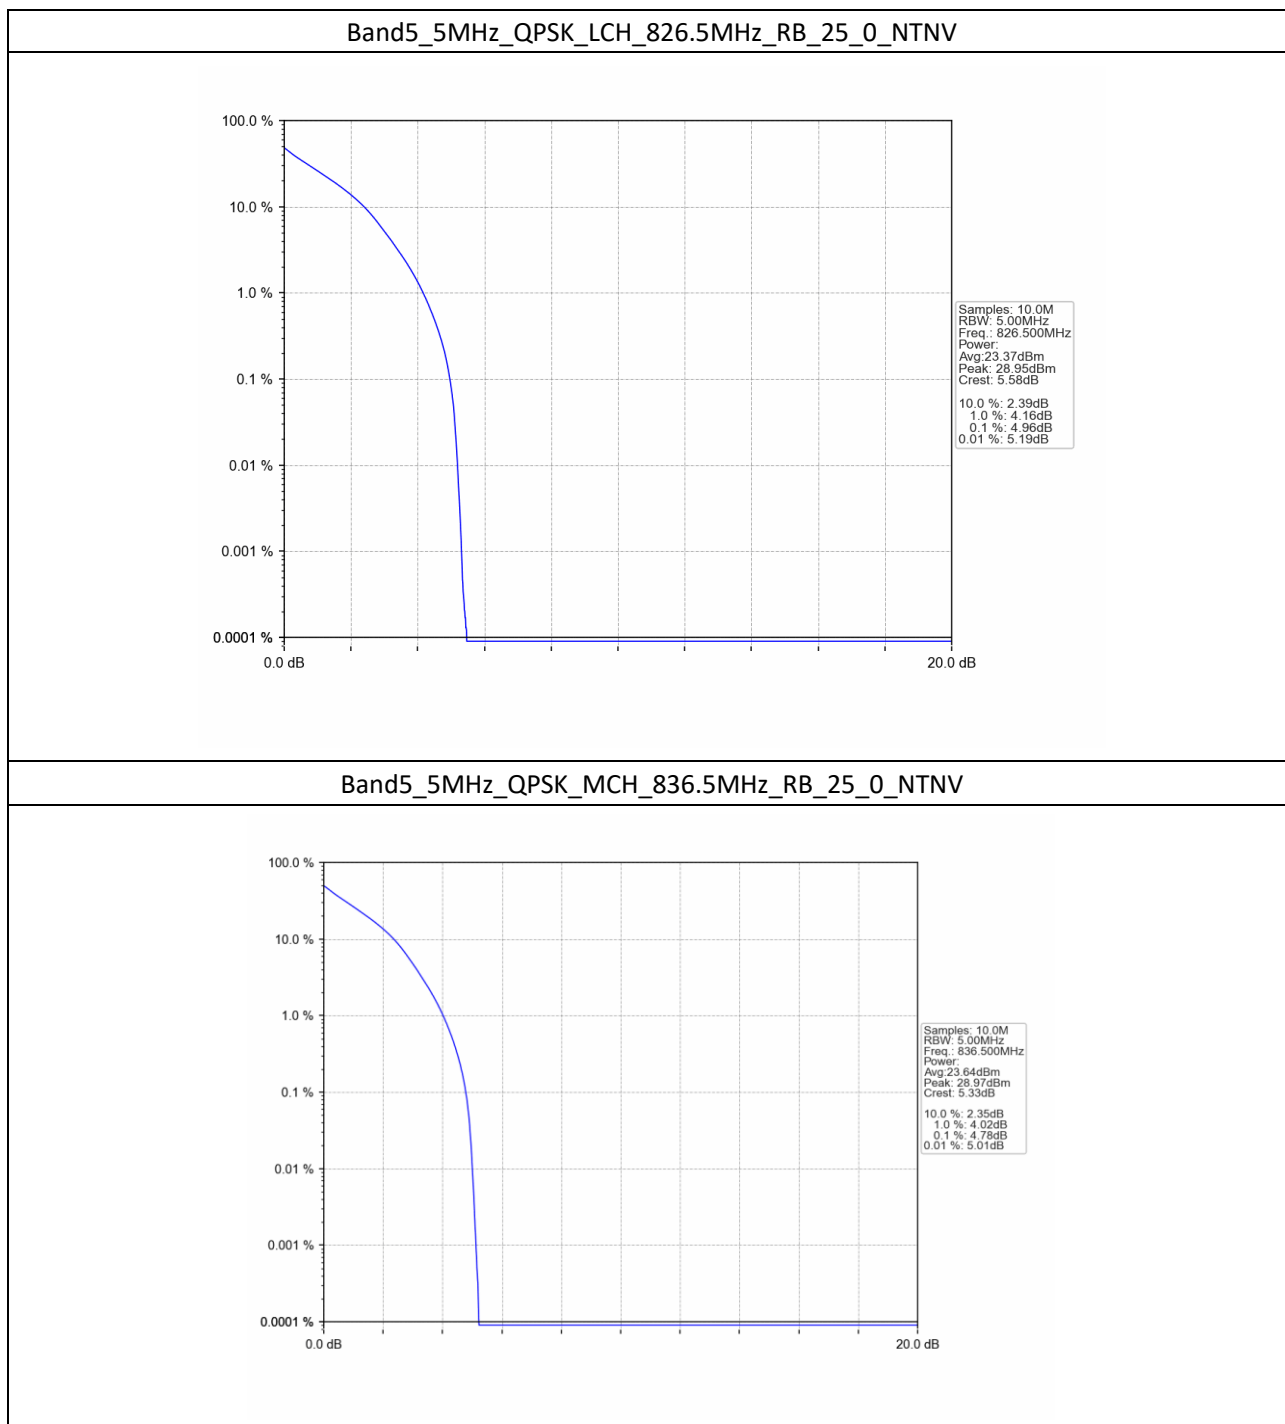 Band5_5MHz_QPSK_LCH_826.5MHz_RB_25_0_NTNV
100.0 %
10.0 %
1.0 %
0.1 %
0.01 %
0.001 %
0.0001 %
0.0 dB
20.0 dB
Samples: 10.0M
RBW: 5.00MHz
Freq.: 826.500MHz
Power:
Avg:23.37dBm
Peak: 28.95dBm
Crest: 5.58dB
10.0 %: 2.39dB
1.0 %: 4.16dB
0.1 %: 4.96dB
0.01 %: 5.19dB
Band5_5MHz_QPSK_MCH_836.5MHz_RB_25_0_NTNV
100.0 %
10.0 %
1.0 %
0.1 %
0.01 %
0.001 %
0.0001 %
0.0 dB
20.0 dB
Samples: 10.0M
RBW: 5.00MHz
Freq.: 836.500MHz
Power:
Avg:23.64dBm
Peak: 28.97dBm
Crest: 5.33dB
10.0 %: 2.35dB
1.0 %: 4.02dB
0.1 %: 4.78dB
0.01 %: 5.01dB